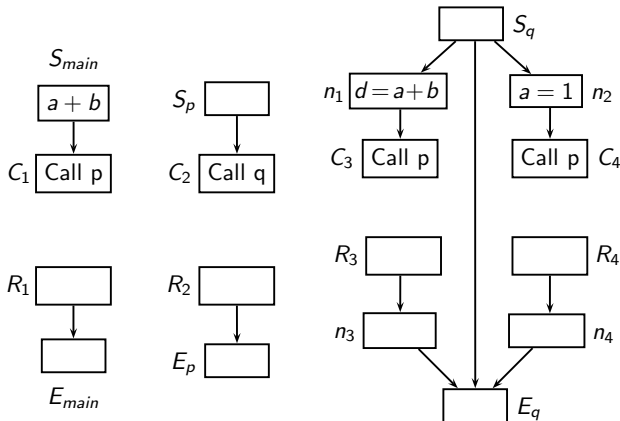 S_q
S_main
a + b
S_p
n_1 d = a+b
a = 1 n_2
C_1 Call p
C_2 Call q
C_3 Call p
Call p C_4
R_1
R_2
R_3
R_4
n_3
n_4
E_main
E_p
E_q